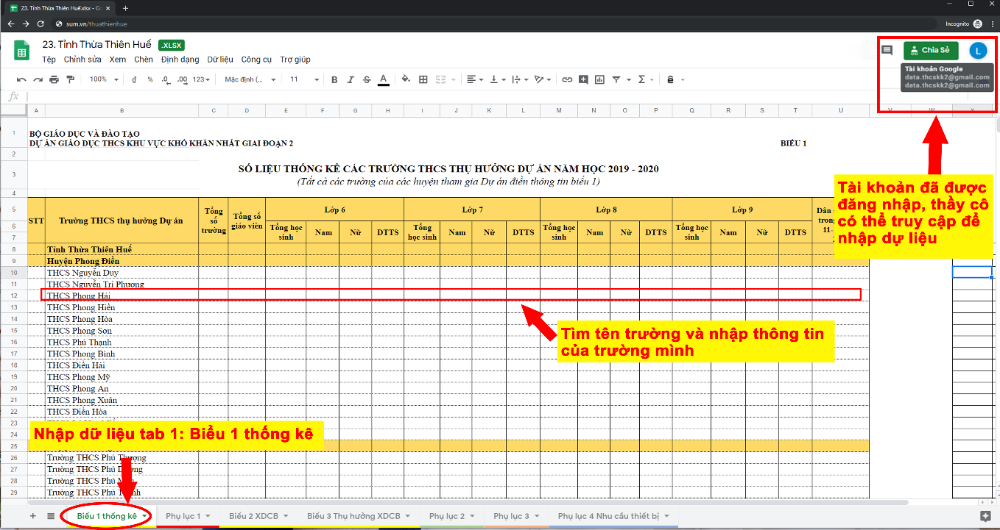 23. Tỉnh Thừa Thiên Huế.xlsx - Go
sum.vn/thuathienhue
Incognito
23. Tỉnh Thừa Thiên Huế .XLSX
Tệp Chỉnh sửa Xem Chèn Định dạng Dữ liệu Công cụ Trợ giúp
Chia Sẻ L
100% đ % .0 .00 123 Mặc định (... 11 B I S A
Tài khoản Google
data.thcskk2@gmail.com
data.thcskk2@gmail.com
fx
A B C D E F G H I J K L M N O P Q R S T U V W X
1 BỘ GIÁO DỤC VÀ ĐÀO TẠO
DỰ ÁN GIÁO DỤC THCS KHU VỰC KHÓ KHĂN NHẤT GIAI ĐOẠN 2 BIỂU 1
2
3 SỐ LIỆU THỐNG KÊ CÁC TRƯỜNG THCS THỤ HƯỞNG DỰ ÁN NĂM HỌC 2019 - 2020
(Tất cả các trường của các huyện tham gia Dự án điền thông tin biểu 1)
4
Tài khoản đã được
đăng nhập, thầy cô
có thể truy cập để
nhập dự liệu
5 STT Trường THCS thụ hưởng Dự án Tổng số trường Tổng số giáo viên Lớp 6 Lớp 7 Lớp 8 Lớp 9 Dân trong 11-
6 Tổng học sinh Nam Nữ DTTS Tổng học sinh Nam Nữ DTTS Tổng học sinh Nam Nữ DTTS Tổng học sinh Nam Nữ DTTS
7
8 Tỉnh Thừa Thiên Huế
9 Huyện Phong Điền
10 THCS Nguyễn Duy
11 THCS Nguyễn Tri Phương
12 THCS Phong Hải
13 THCS Phong Hiền
14 THCS Phong Hòa
15 THCS Phong Sơn
16 THCS Phú Thạnh
17 THCS Phong Bình
18 THCS Điền Hải
19 THCS Phong Mỹ
20 THCS Phong An
21 THCS Phong Xuân
22 THCS Điền Hòa
23
24
25
26 Trường THCS Phú Thượng
27 Trường THCS Phú Dương
28 Trường THCS Phú
29 Trường THCS Phú
Tìm tên trường và nhập thông tin
của trường mình
Nhập dữ liệu tab 1: Biểu 1 thống kê
Biểu 1 thống kê Phụ lục 1 Biểu 2 XDCB Biểu 3 Thụ hưởng XDCB Phụ lục 2 Phụ lục 3 Phụ lục 4 Nhu cầu thiết bị